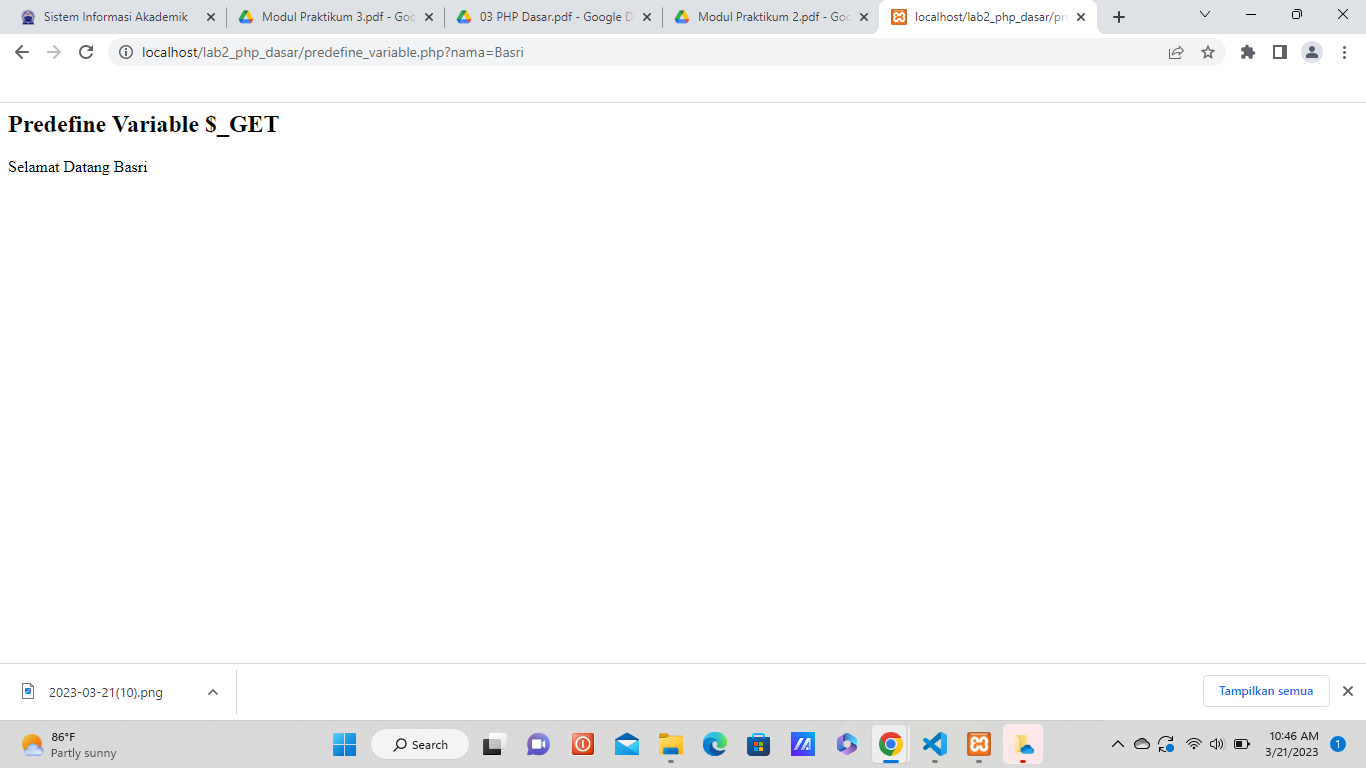 Sistem Informasi Akademik
Modul Praktikum 3.pdf - Goo
03 PHP Dasar.pdf - Google D
Modul Praktikum 2.pdf - Goo
localhost/lab2_php_dasar/pre
localhost/lab2_php_dasar/predefine_variable.php?nama=Basri
Predefine Variable $_GET
Selamat Datang Basri
2023-03-21(10).png
Tampilkan semua
86°F
Partly sunny
Search
10:46 AM
3/21/2023
1